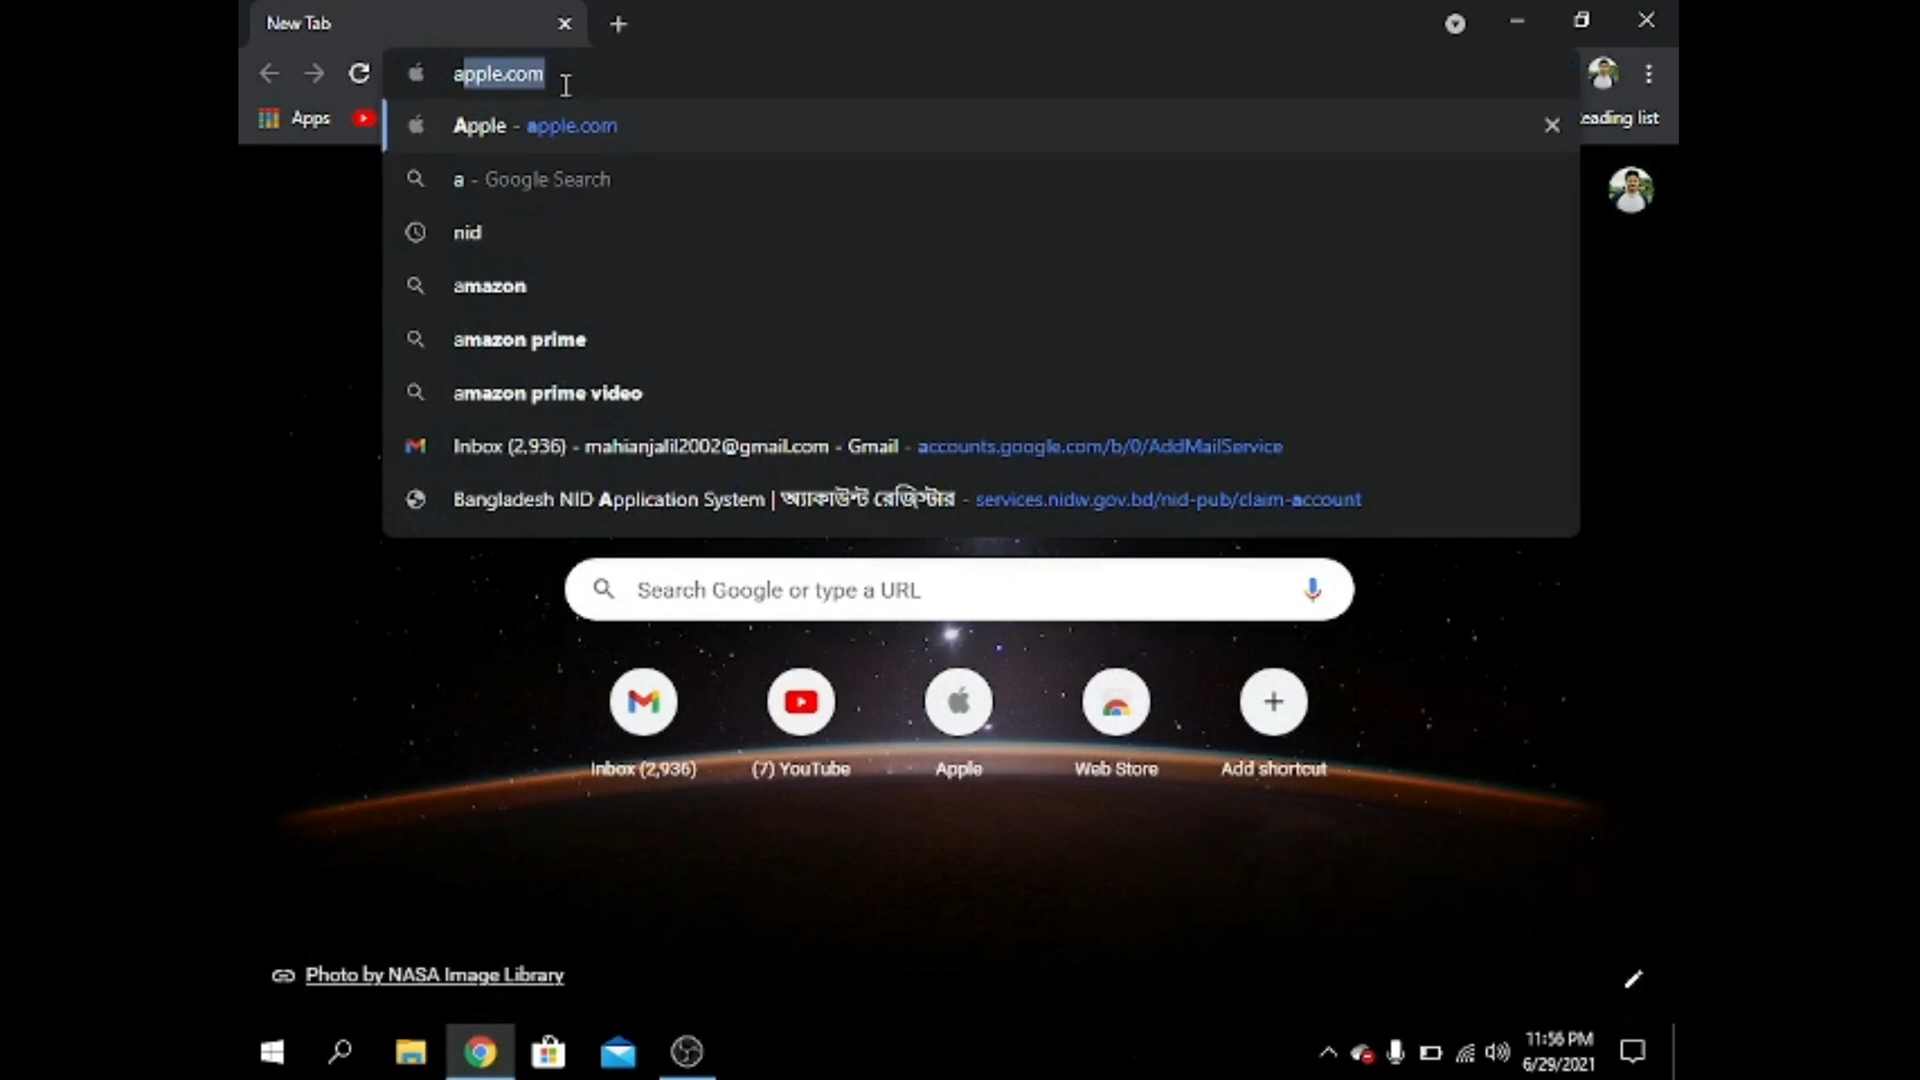 New Tab
apple.com
Apps
eading list
Apple - apple.com
a - Google Search
nid
amazon
amazon prime
amazon prime video
Inbox (2,936) - mahianjalil2002@gmail.com - Gmail - accounts.google.com/b/0/AddMailService
Bangladesh NID Application System | অ্যাকাউন্ট রেজিস্টার - services.nidw.gov.bd/nid-pub/claim-account
Search Google or type a URL
Inbox (2,936)
(7) YouTube
Apple
Web Store
Add shortcut
Photo by NASA Image Library
11:56 PM
6/29/2021